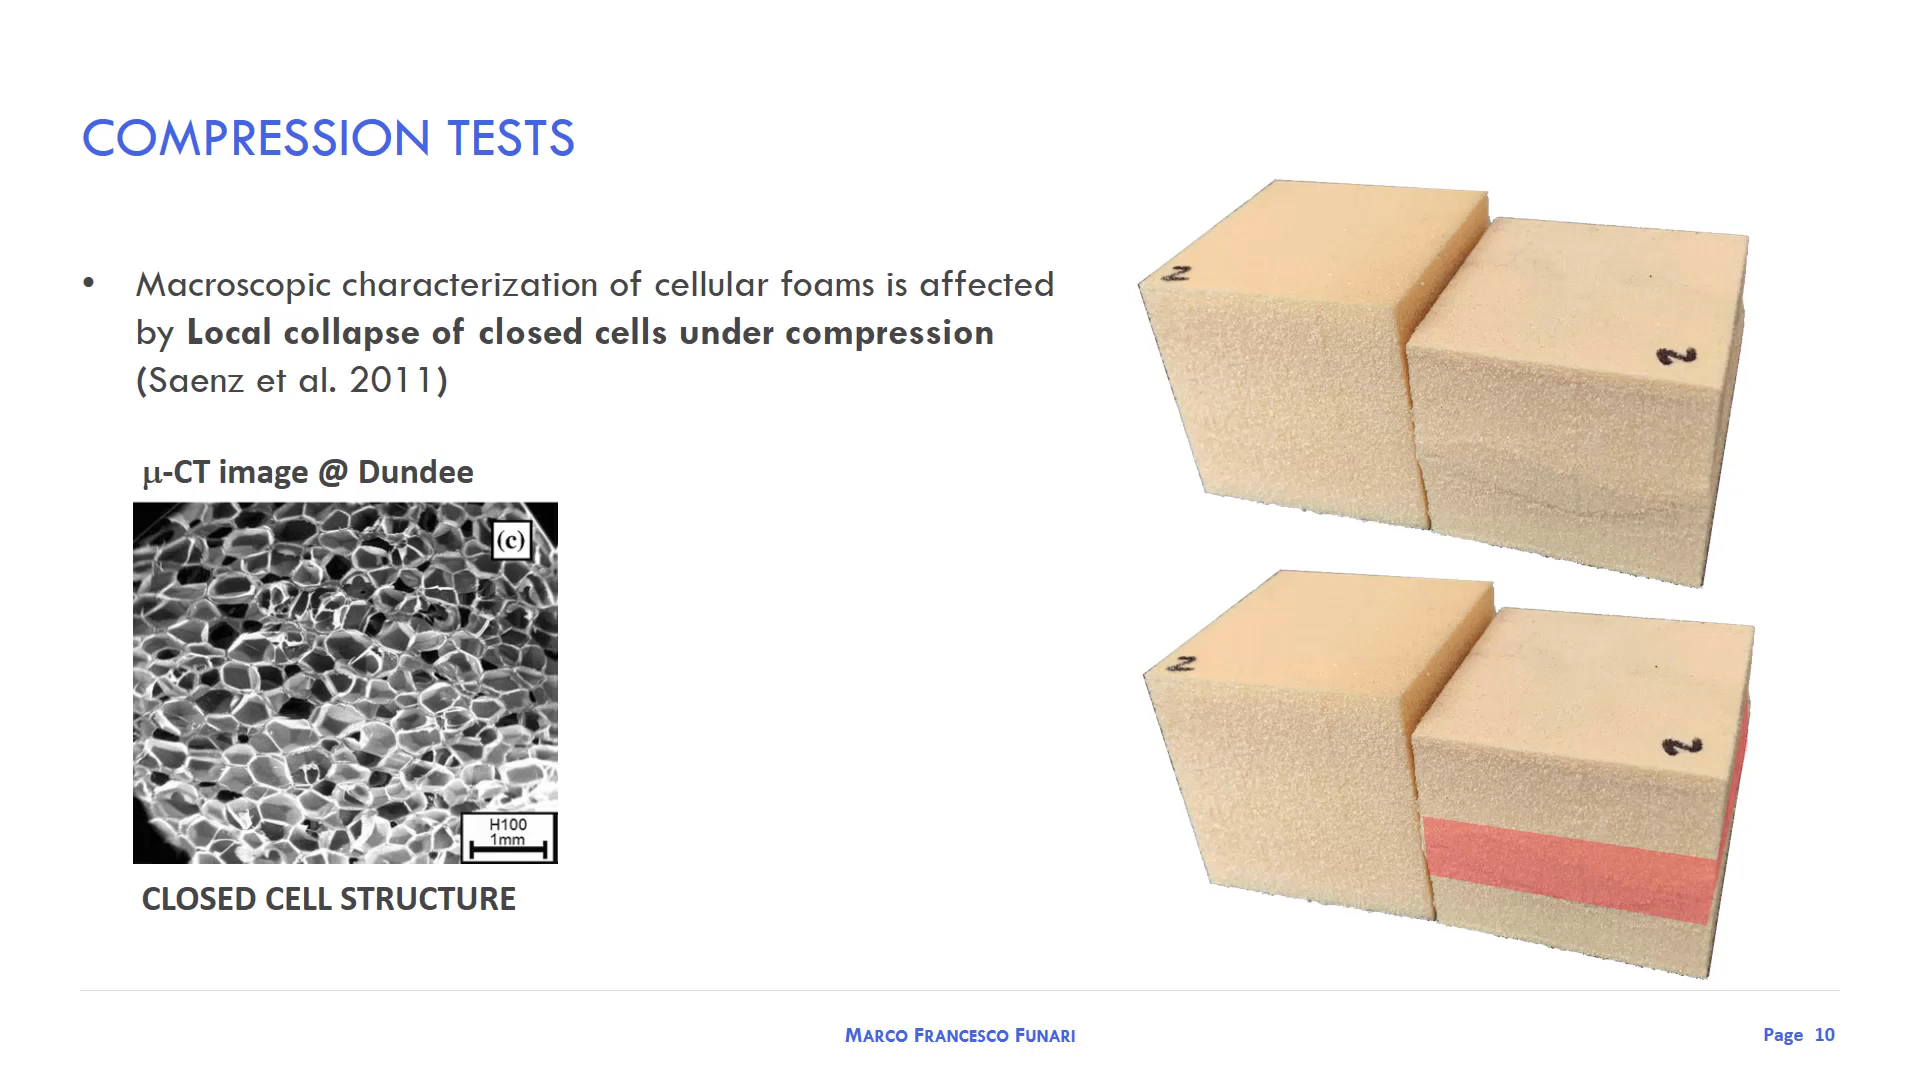 COMPRESSION TESTS
• Macroscopic characterization of cellular foams is affected
by Local collapse of closed cells under compression
(Saenz et al. 2011)
μ-CT image @ Dundee
(c)
H100
1mm
CLOSED CELL STRUCTURE
2
2
2
2
MARCO FRANCESCO FUNARI
Page 10